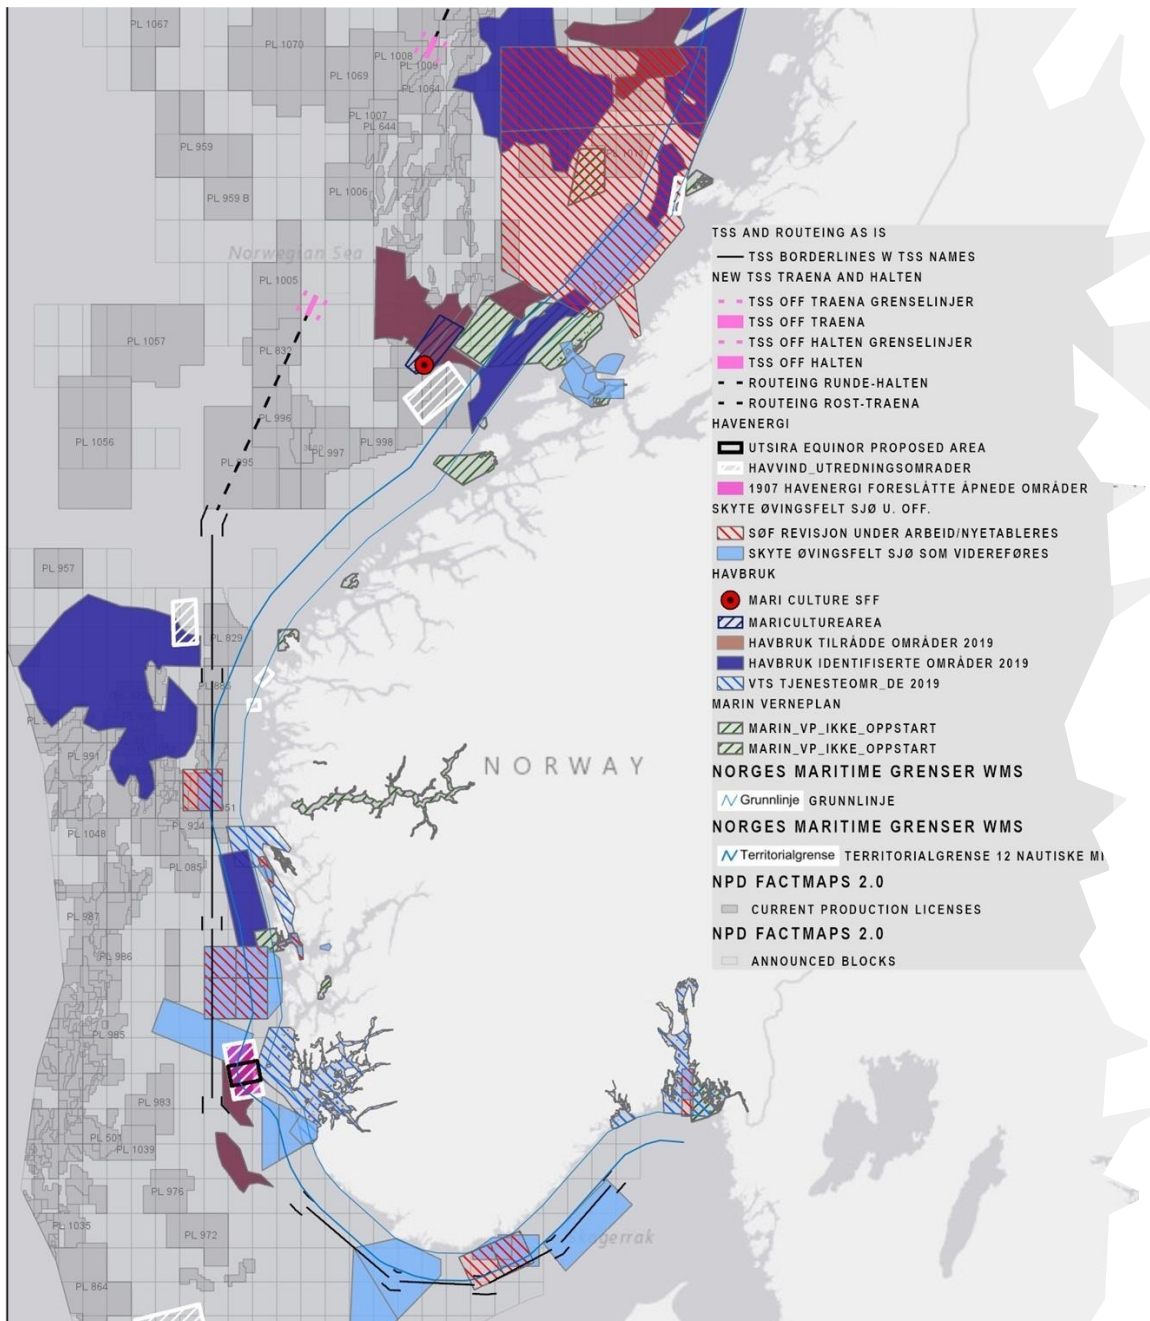 PL 1067
PL 1070
PL 1008
PL 1009
PL 1069
PL 1064
PL 1007
PL 644
PL 959
PL 1006
PL 959 B
Norwegian Sea
PL 1005
PL 1057
PL 832
PL 996
PL 1056
PL 998
PL 997
PL 995
PL 957
PL 829
PL 991
PL 1048
PL 924
PL 085
PL 987
PL 986
PL 985
PL 983
PL 501
PL 1039
PL 976
PL 1035
PL 972
PL 864
NORWAY
TSS AND ROUTEING AS IS
TSS BORDERLINES W TSS NAMES
NEW TSS TRAENA AND HALTEN
TSS OFF TRAENA GRENSELINJER
TSS OFF TRAENA
TSS OFF HALTEN GRENSELINJER
TSS OFF HALTEN
ROUTEING RUNDE-HALTEN
ROUTEING ROST-TRAENA
HAVENERGI
UTSIRA EQUINOR PROPOSED AREA
HAVVIND_UTREDNINGSOMRADER
1907 HAVENERGI FORESLÅTTE ÅPNEDE OMRÅDER
SKYTE ØVINGSFELT SJØ U. OFF.
SØF REVISJON UNDER ARBEID/NYETABLERES
SKYTE ØVINGSFELT SJØ SOM VIDEREFØRES
HAVBRUK
MARI CULTURE SFF
MARICULTUREAREA
HAVBRUK TILRÅDDE OMRÅDER 2019
HAVBRUK IDENTIFISERTE OMRÅDER 2019
VTS TJENESTEOMR_DE 2019
MARIN VERNEPLAN
MARIN_VP_IKKE_OPPSTART
MARIN_VP_IKKE_OPPSTART
NORGES MARITIME GRENSER WMS
Grunnlinje GRUNNLINJE
NORGES MARITIME GRENSER WMS
Territorialgrense TERRITORIALGRENSE 12 NAUTISKE MI
NPD FACTMAPS 2.0
CURRENT PRODUCTION LICENSES
NPD FACTMAPS 2.0
ANNOUNCED BLOCKS